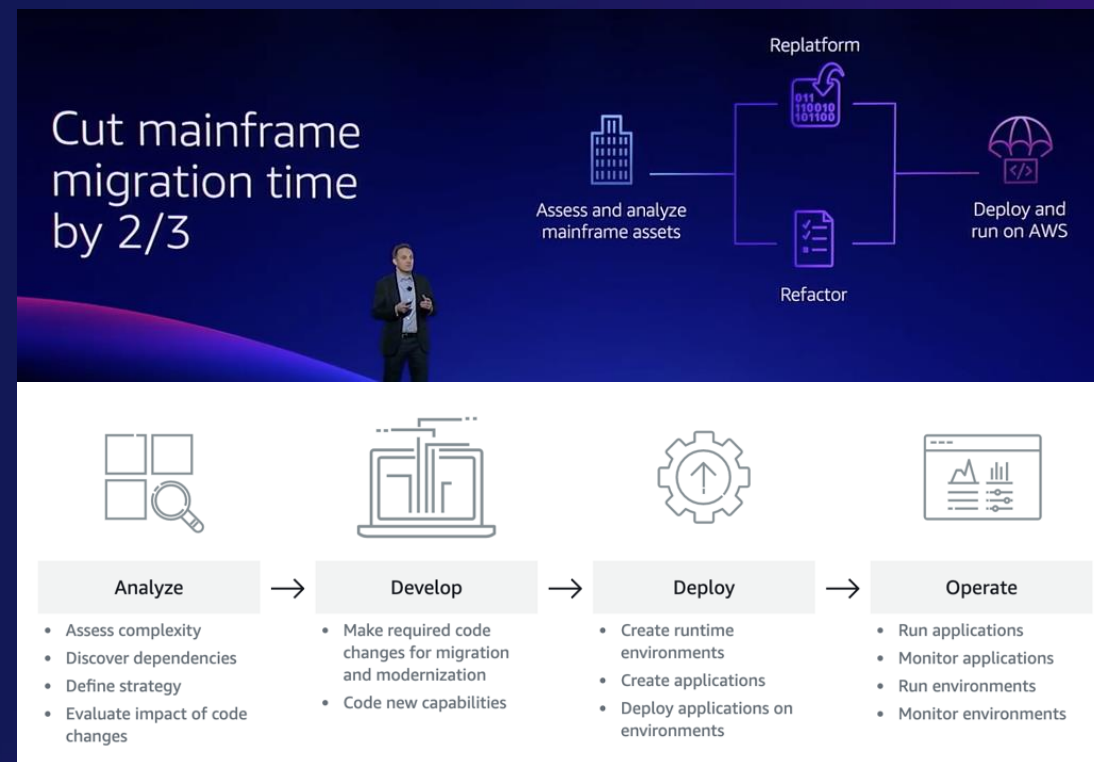 Cut mainframe
migration time
by 2/3
Replatform
011
110010
101100
Assess and analyze
mainframe assets
</>
Deploy and
run on AWS
Refactor
Analyze
Develop
Deploy
Operate
• Assess complexity
• Discover dependencies
• Define strategy
• Evaluate impact of code
changes
• Make required code
changes for migration
and modernization
• Code new capabilities
• Create runtime
environments
• Create applications
• Deploy applications on
environments
• Run applications
• Monitor applications
• Run environments
• Monitor environments